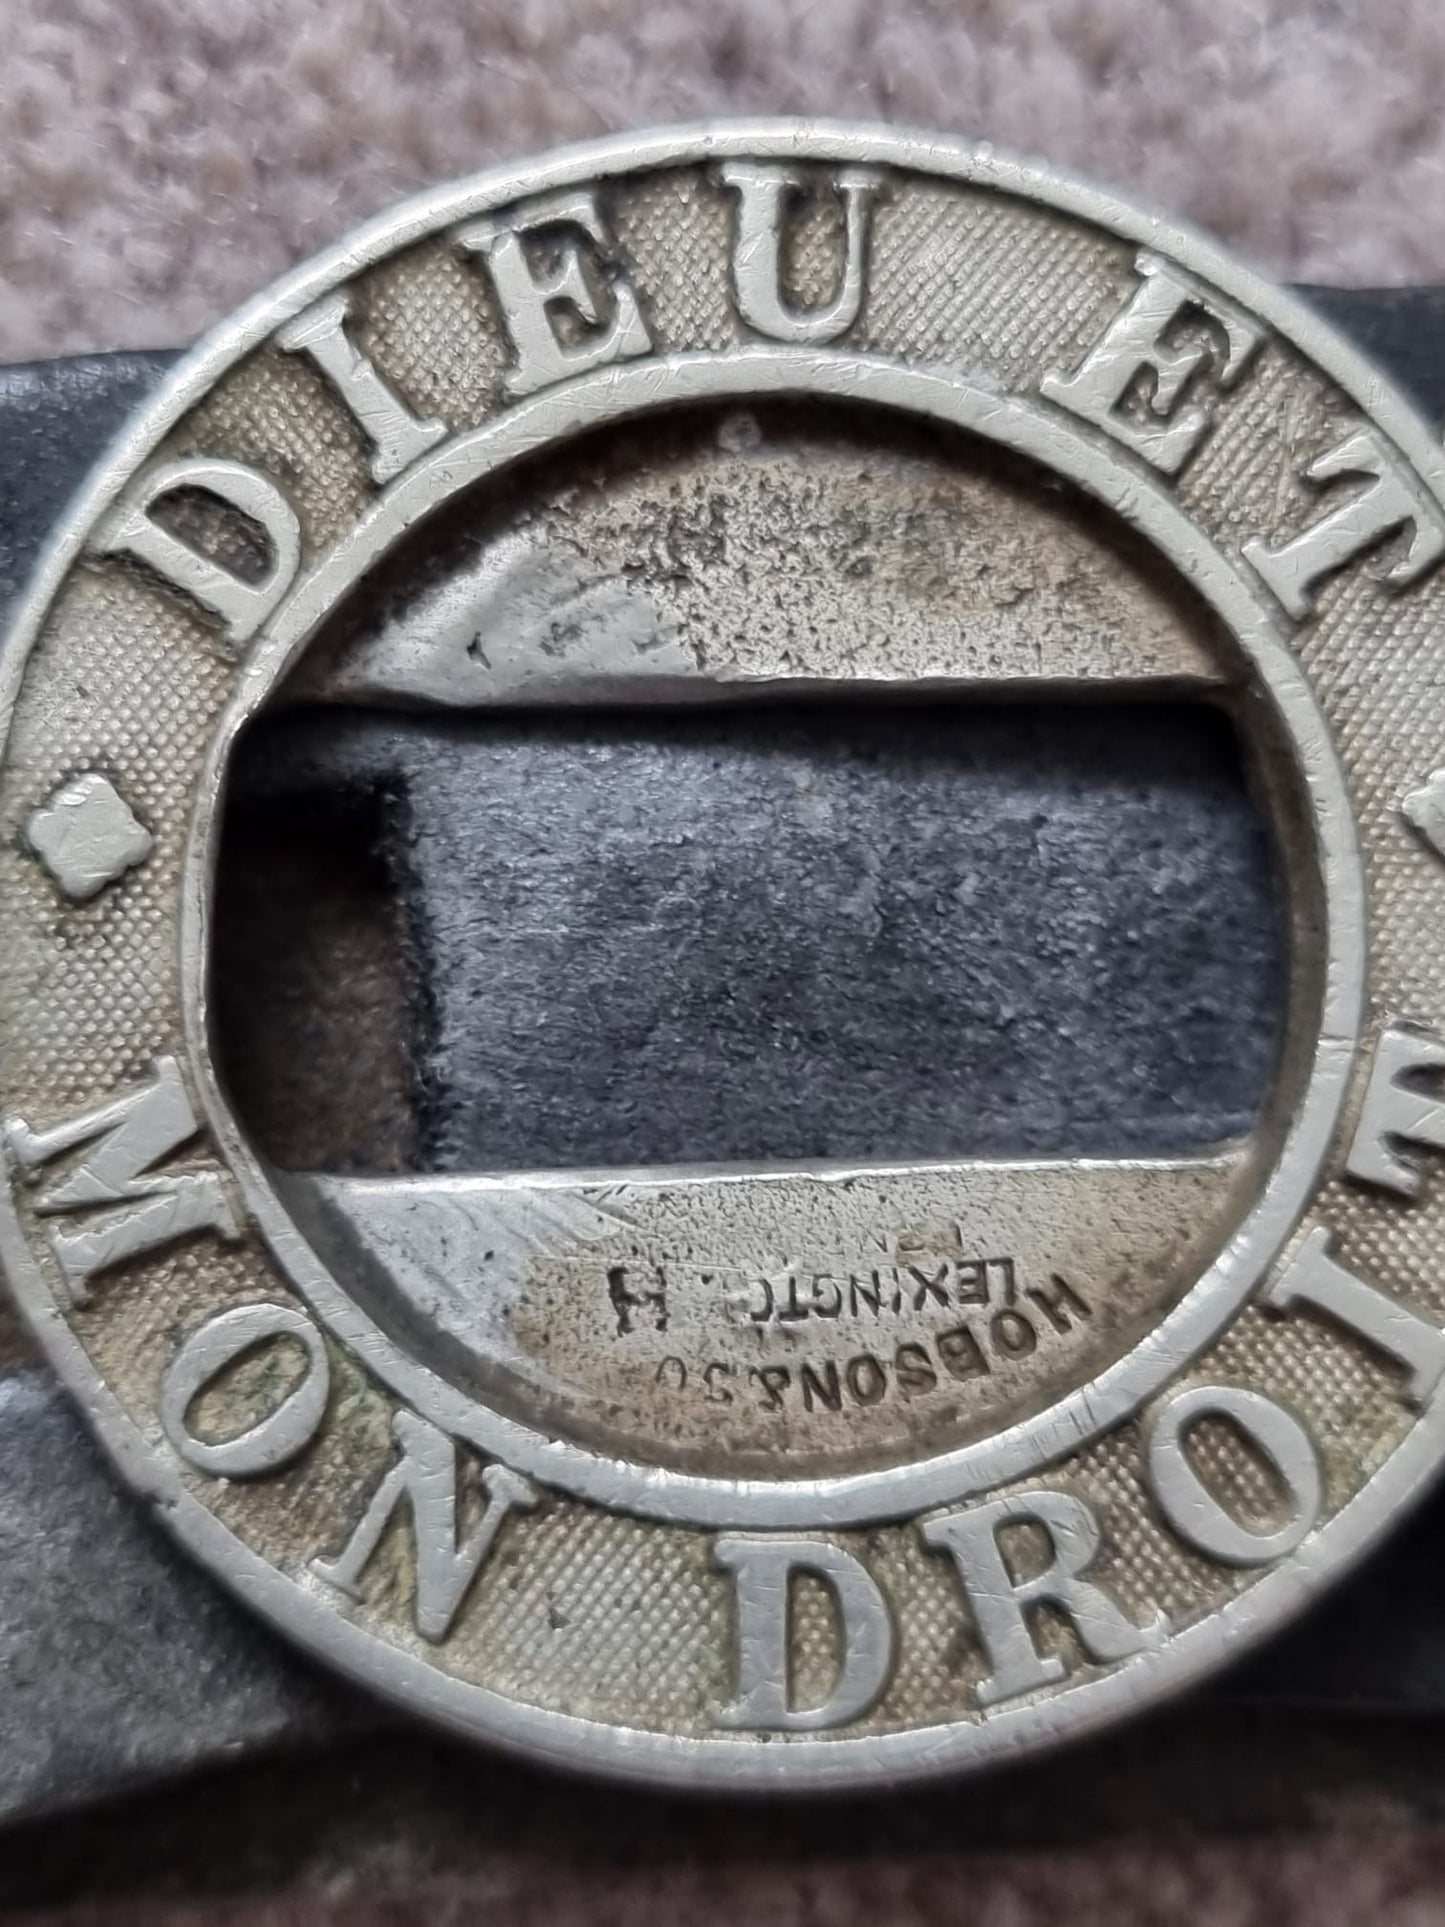 DIEU ET
MON DROIT
HOBSON & SO
LEXINGTO
H